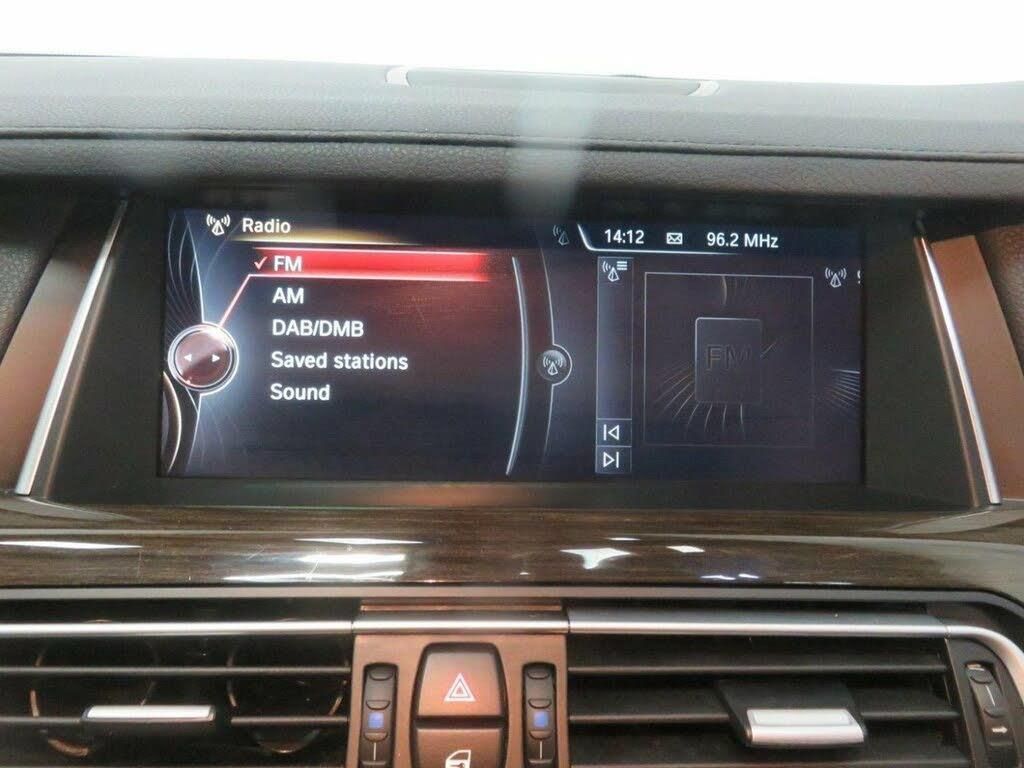 Radio
14:12 96.2 MHz
✓ FM
AM
DAB/DMB
Saved stations
Sound
FM